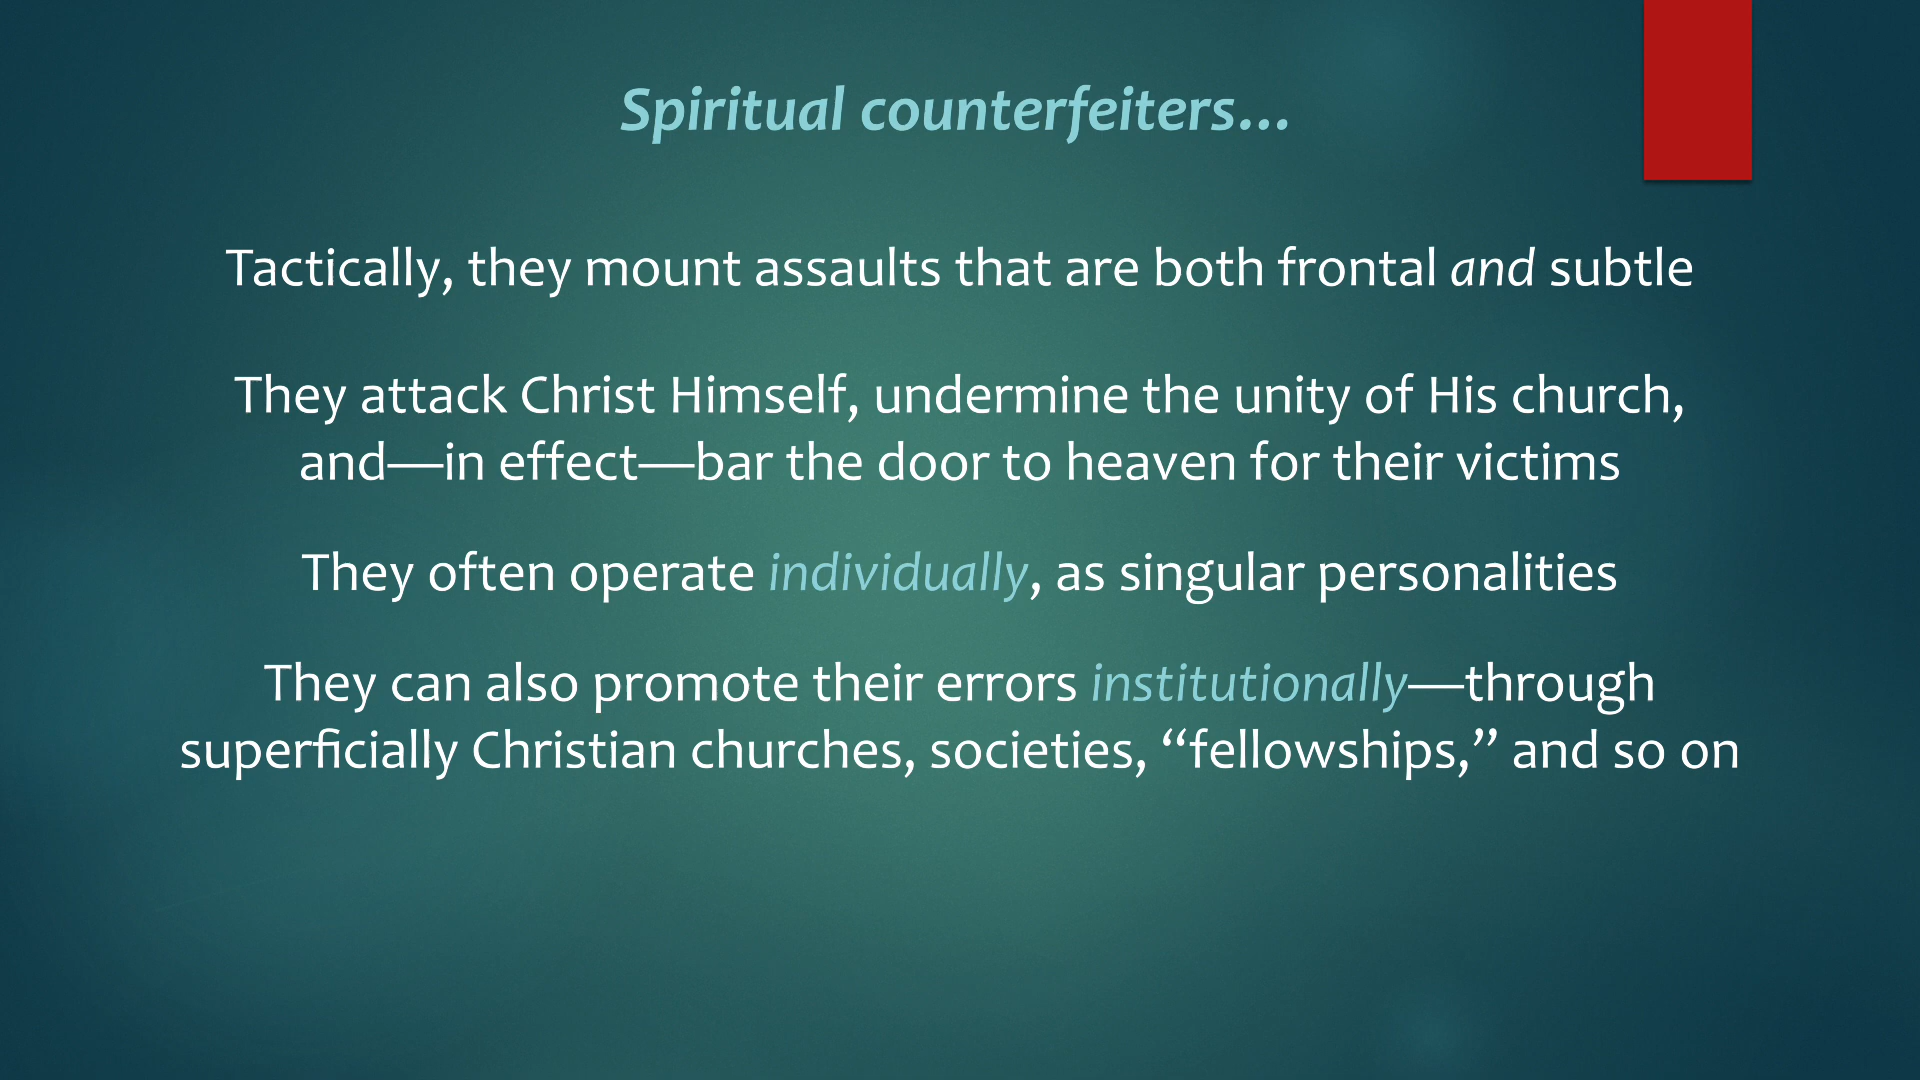 Spiritual counterfeiters…
Tactically, they mount assaults that are both frontal and subtle
They attack Christ Himself, undermine the unity of His church,
and—in effect—bar the door to heaven for their victims
They often operate individually, as singular personalities
They can also promote their errors institutionally—through
superficially Christian churches, societies, “fellowships,” and so on